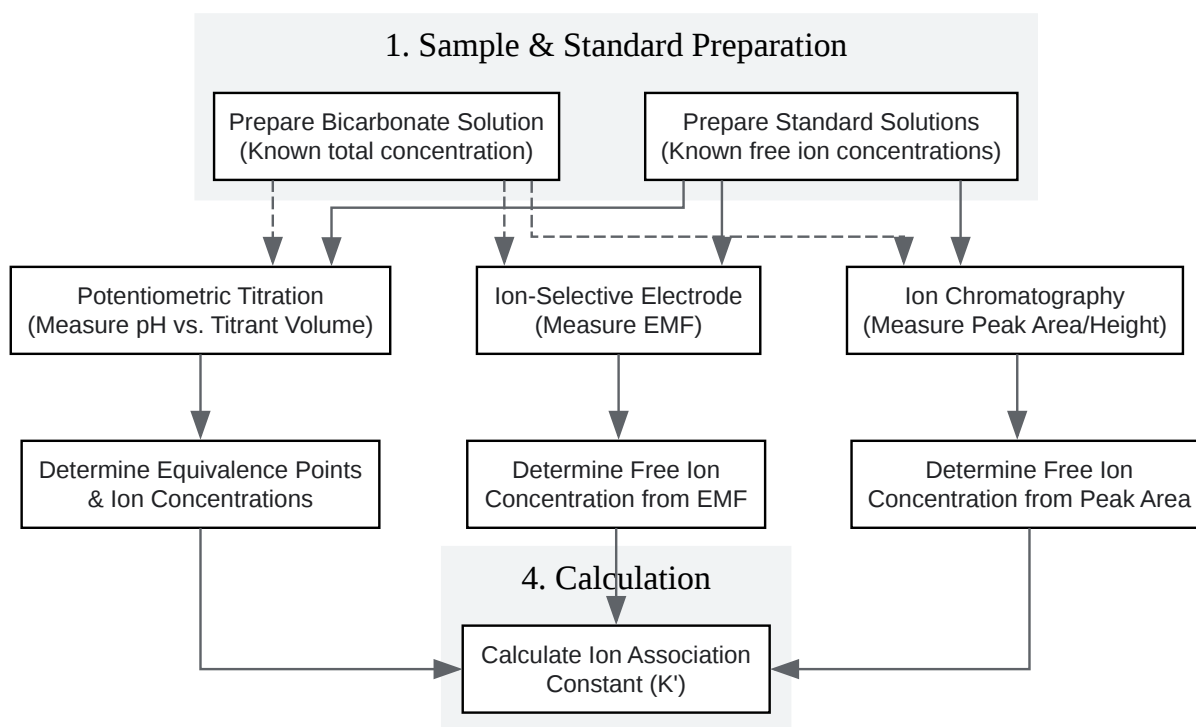 1. Sample & Standard Preparation
Prepare Bicarbonate Solution
(Known total concentration)
Prepare Standard Solutions
(Known free ion concentrations)
Potentiometric Titration
(Measure pH vs. Titrant Volume)
Ion-Selective Electrode
(Measure EMF)
Ion Chromatography
(Measure Peak Area/Height)
Determine Equivalence Points
& Ion Concentrations
Determine Free Ion
Concentration from EMF
Determine Free Ion
Concentration from Peak Area
4. Calculation
Calculate Ion Association
Constant (K')